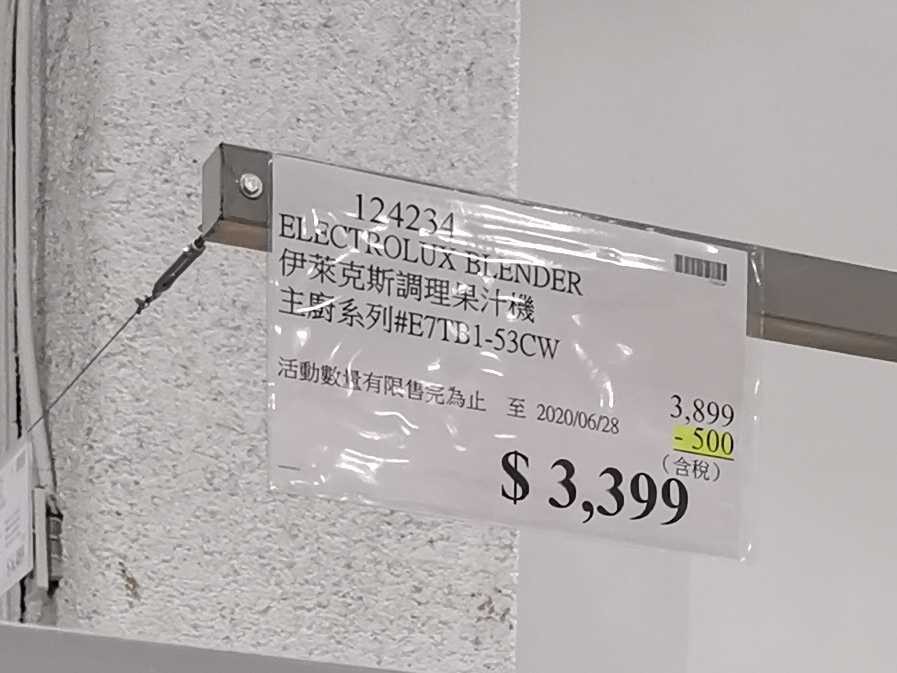 124234
ELECTROLUX BLENDER
伊萊克斯調理果汁機
主廚系列#E7TB1-53CW
活動數量有限售完為止 至 2020/06/28
3,899
- 500
(含稅)
$ 3,399